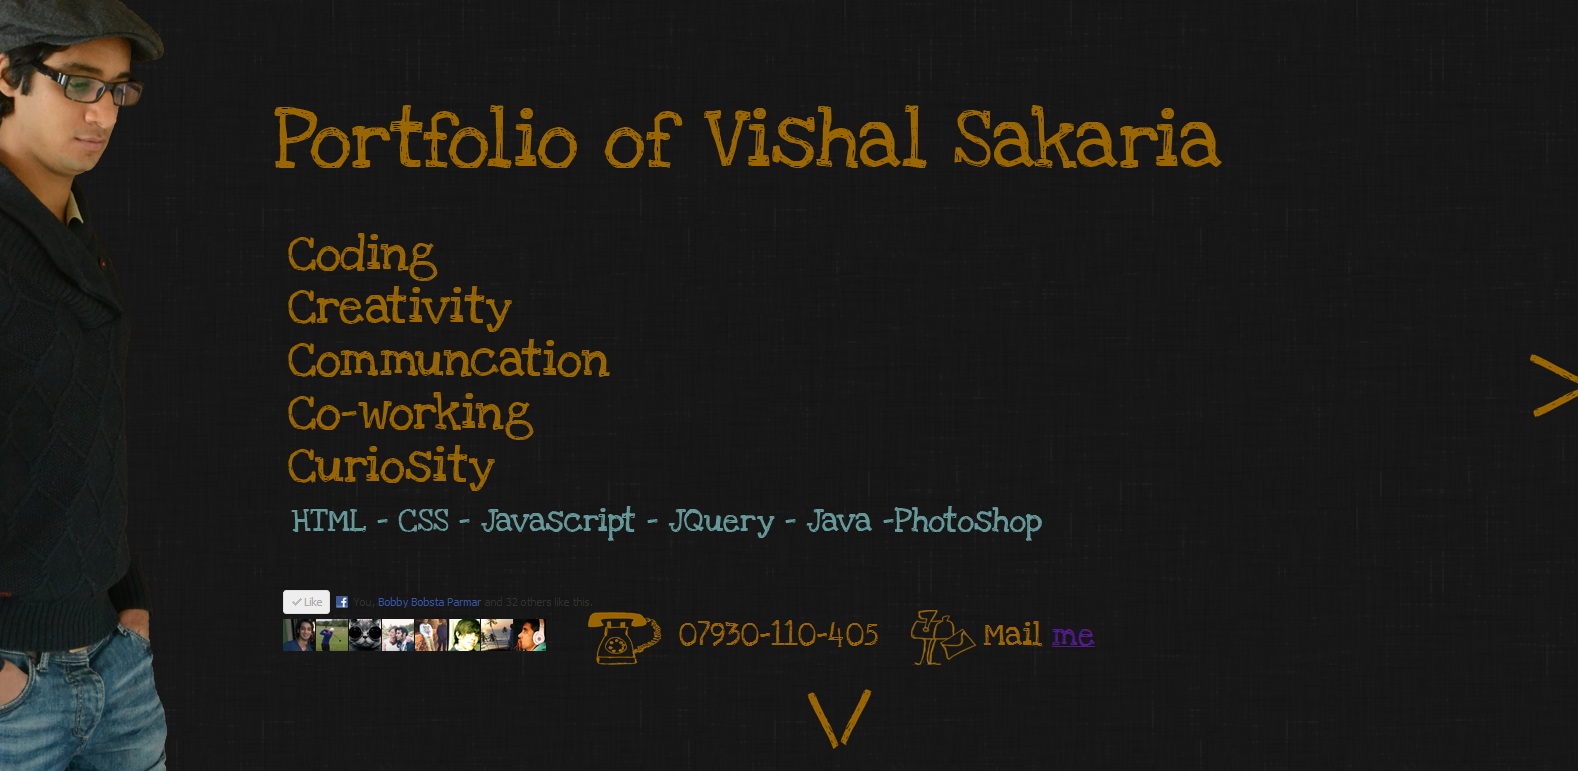 Portfolio of Vishal Sakaria
Coding
Creativity
Communcation
Co-working
Curiosity
HTML - CSS - Javascript - JQuery - Java -Photoshop
Like You, Bobby Bobsta Parmar and 32 others like this.
07930-110-405 Mail me